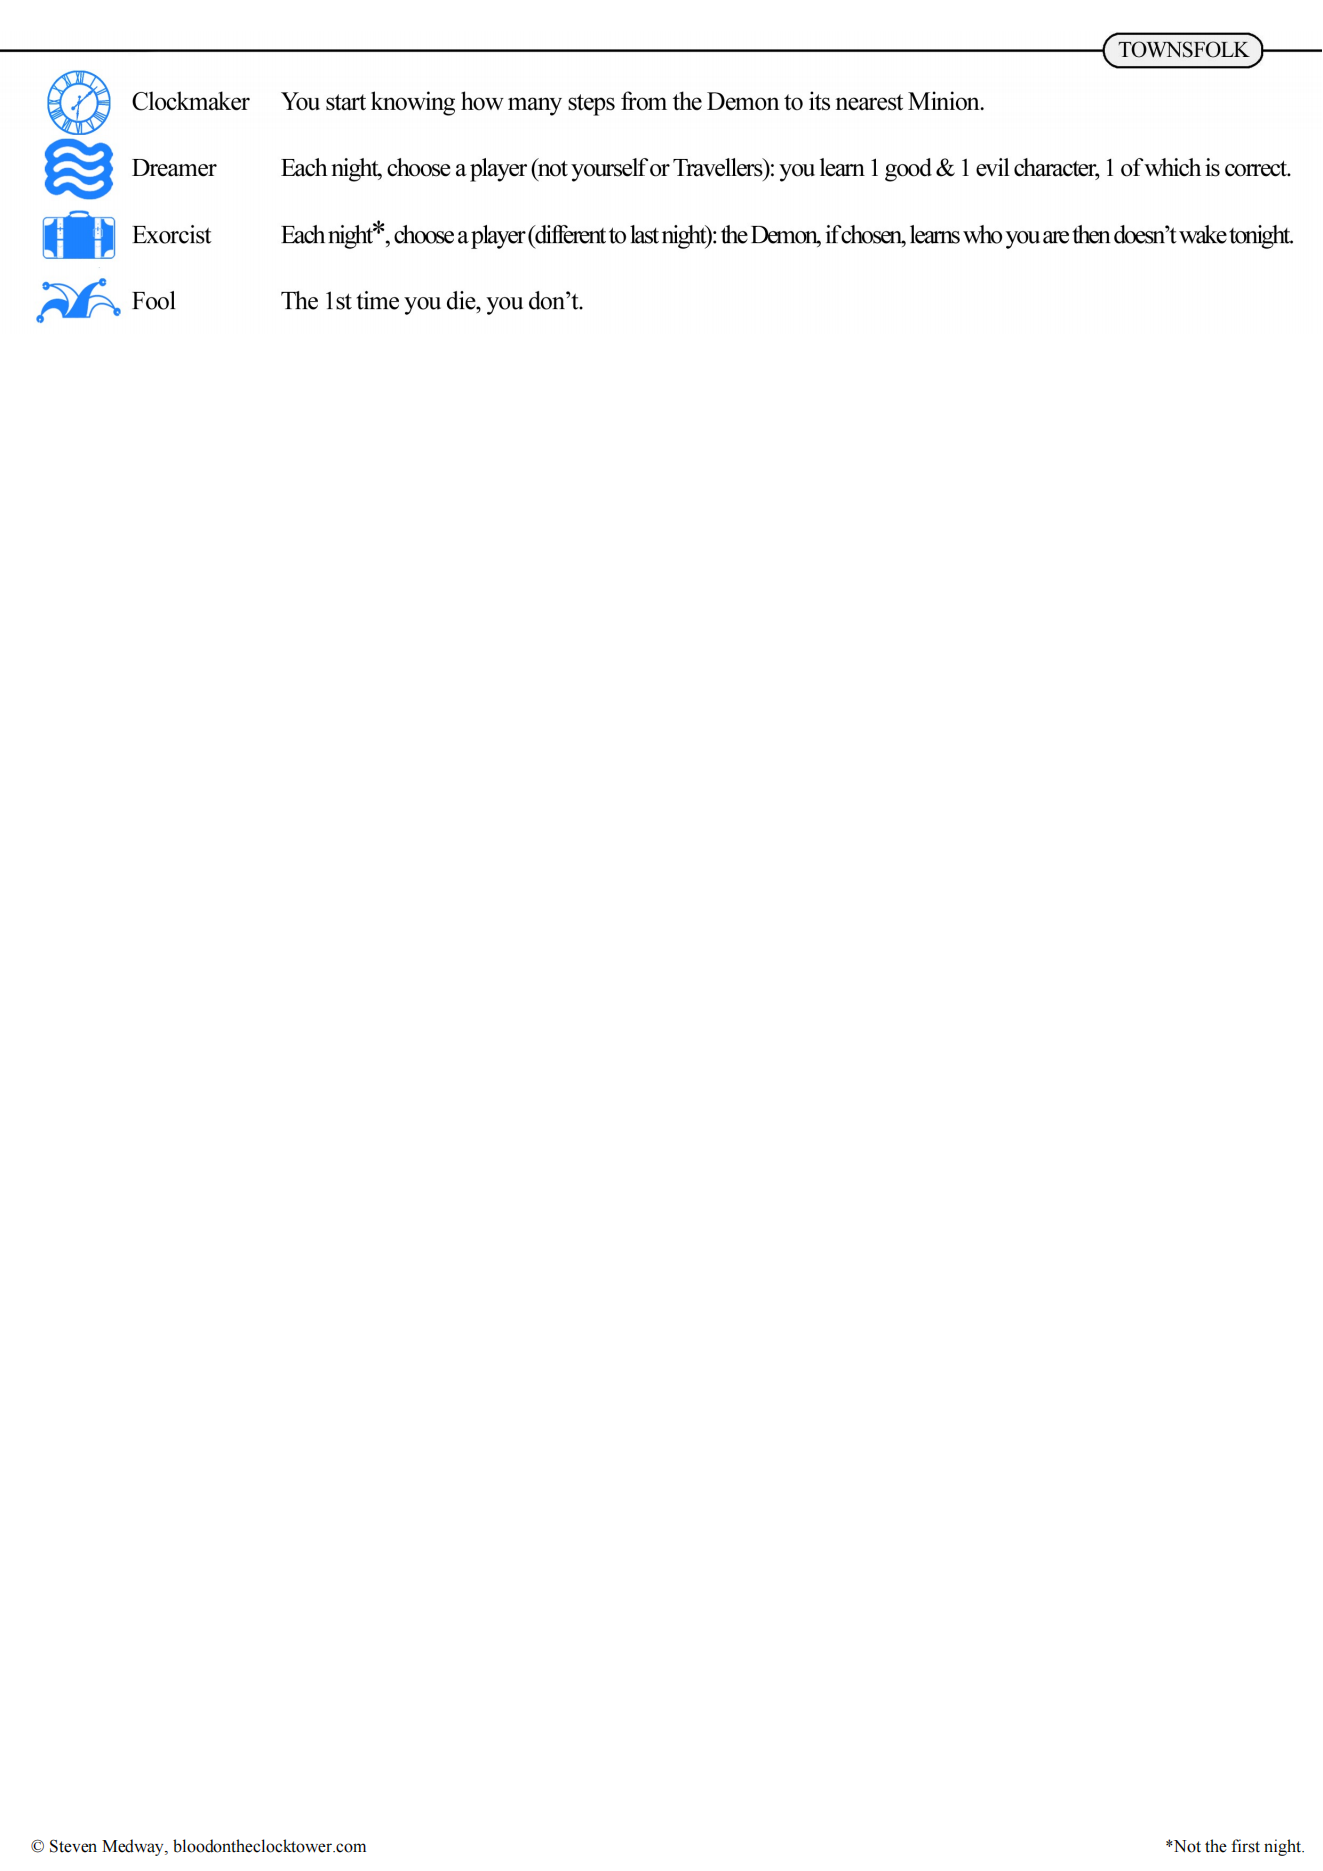 TOWNSFOLK
Clockmaker You start knowing how many steps from the Demon to its nearest Minion.
Dreamer Each night, choose a player (not yourself or Travellers): you learn 1 good & 1 evil character, 1 of which is correct.
Exorcist Each night*, choose a player (different to last night): the Demon, if chosen, learns who you are then doesn’t wake tonight.
Fool The 1st time you die, you don’t.
© Steven Medway, bloodontheclocktower.com *Not the first night.